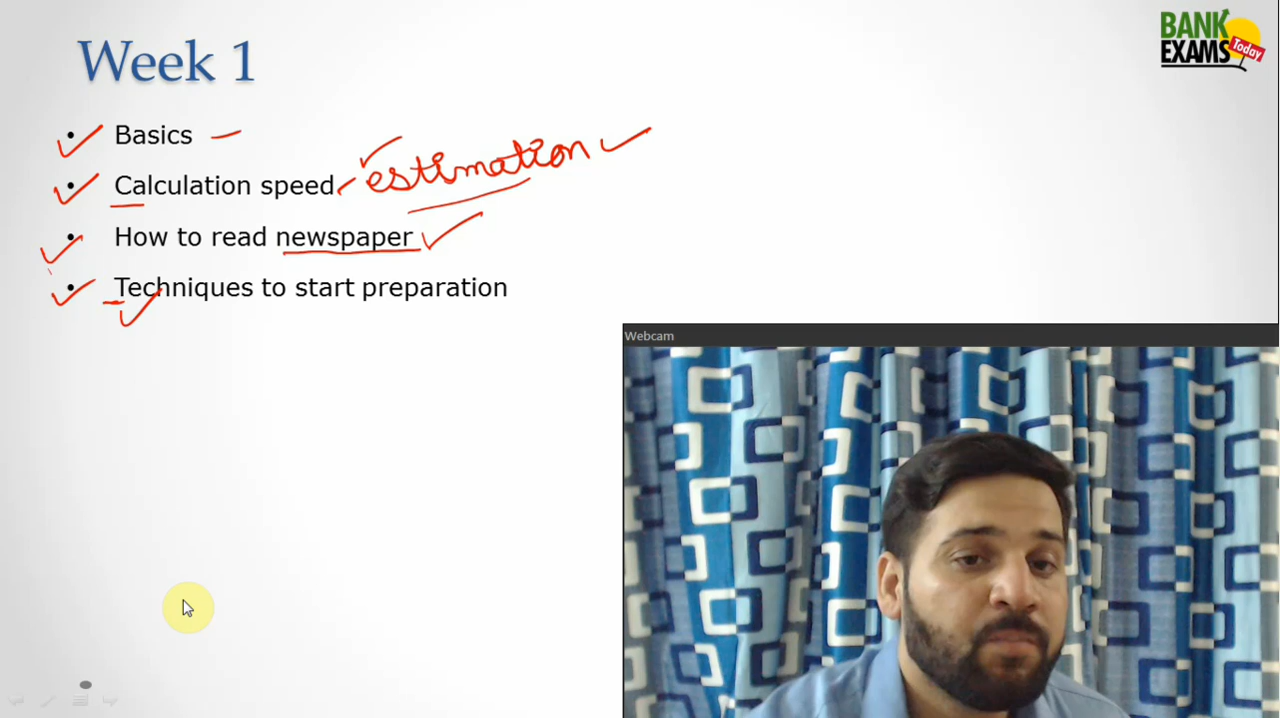 Week 1
BANK
EXAMS
Today
• Basics
• Calculation speed estimation
• How to read newspaper
• Techniques to start preparation
Webcam